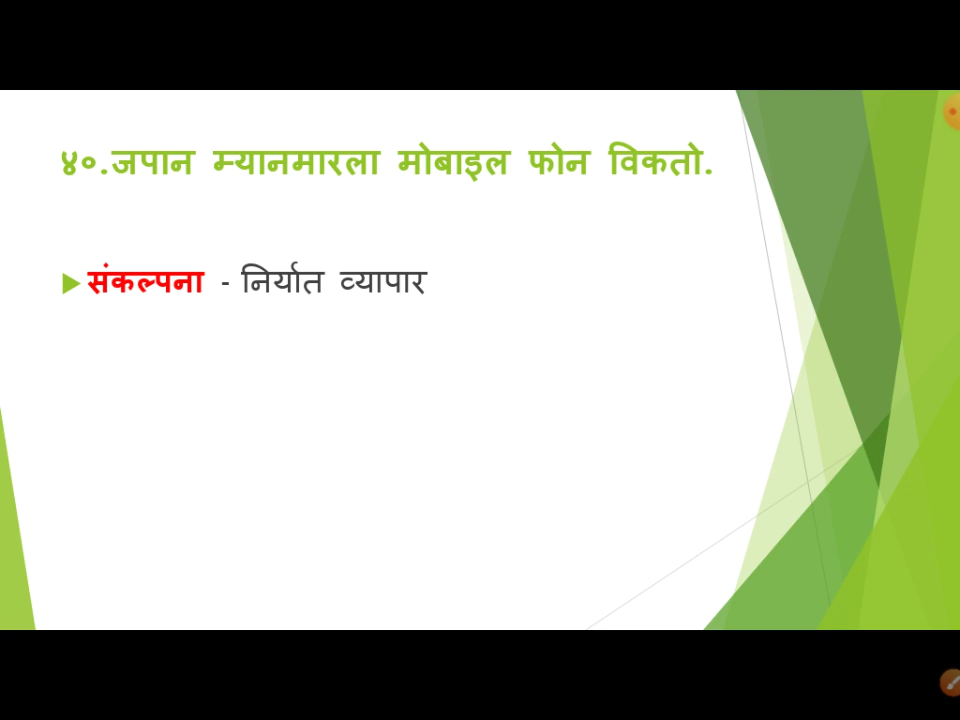 ४०.जपान म्यानमारला मोबाइल फोन विकतो.
संकल्पना - निर्यात व्यापार